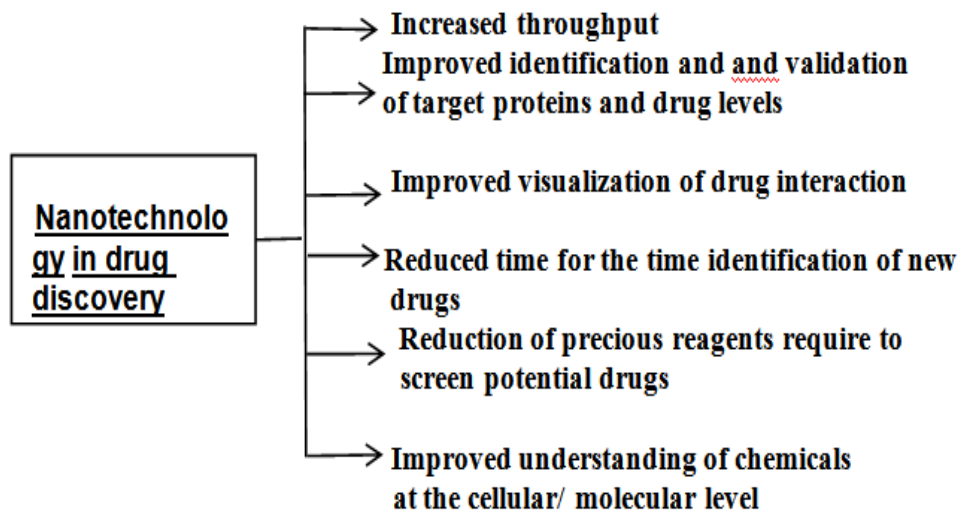 Nanotechnolo
gy in drug
discovery
Increased throughput
Improved identification and and validation
of target proteins and drug levels
Improved visualization of drug interaction
Reduced time for the time identification of new
drugs
Reduction of precious reagents require to
screen potential drugs
Improved understanding of chemicals
at the cellular/ molecular level